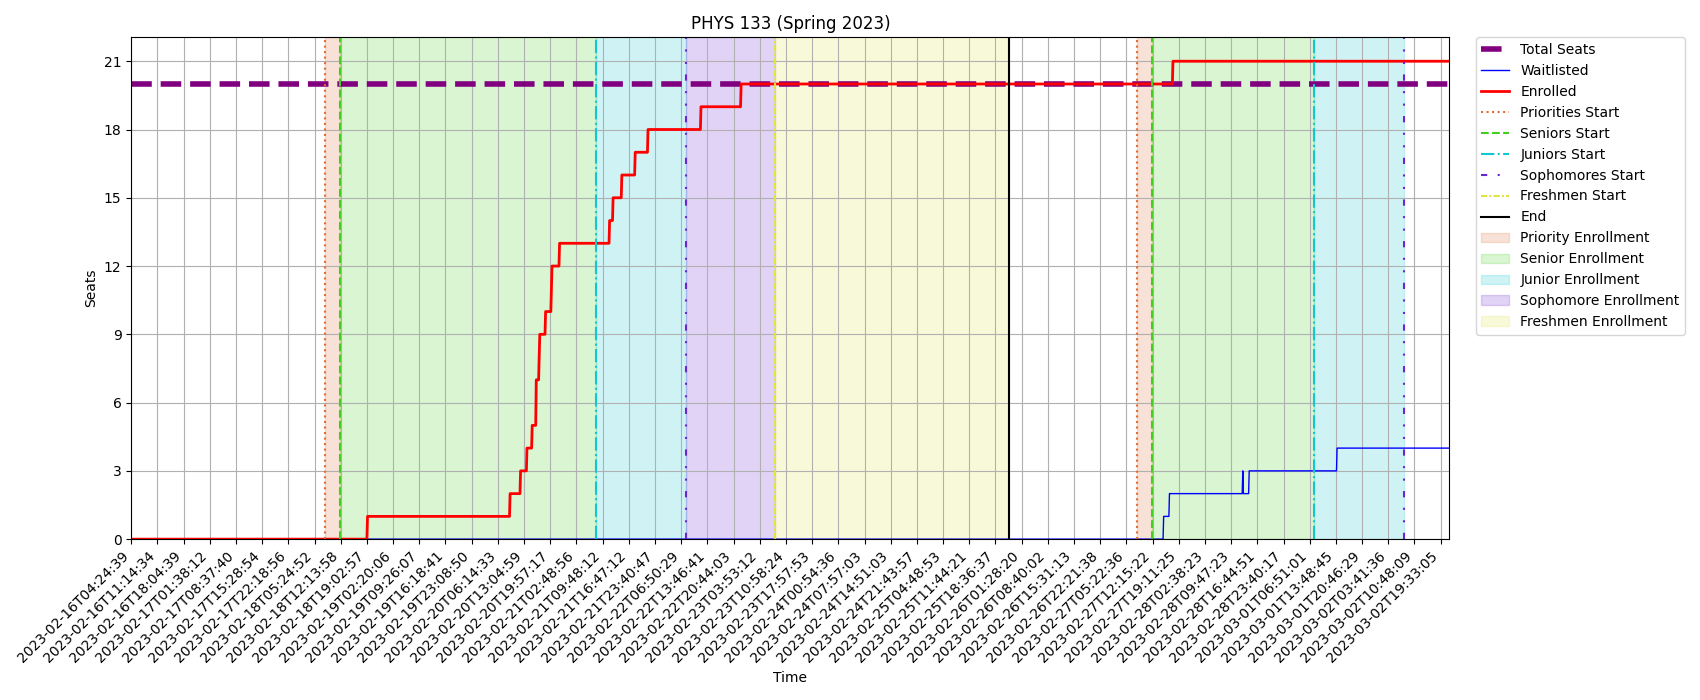 PHYS 133 (Spring 2023)
Seats
21
18
15
12
9
6
3
0
2023-02-16T04:24:39
2023-02-16T11:14:34
2023-02-16T18:04:39
2023-02-17T01:38:12
2023-02-17T08:37:40
2023-02-17T15:28:54
2023-02-17T22:18:56
2023-02-18T05:24:52
2023-02-18T12:13:58
2023-02-18T19:02:57
2023-02-19T02:20:06
2023-02-19T09:26:07
2023-02-19T16:18:41
2023-02-19T23:08:50
2023-02-20T06:14:33
2023-02-20T13:04:59
2023-02-20T19:57:17
2023-02-21T02:48:56
2023-02-21T09:48:12
2023-02-21T16:47:12
2023-02-21T23:40:47
2023-02-22T06:50:29
2023-02-22T13:46:41
2023-02-22T20:44:03
2023-02-23T03:53:12
2023-02-23T10:58:24
2023-02-23T17:57:53
2023-02-24T00:54:36
2023-02-24T07:57:03
2023-02-24T14:51:03
2023-02-24T21:43:57
2023-02-25T04:48:53
2023-02-25T11:44:21
2023-02-25T18:36:37
2023-02-26T01:28:20
2023-02-26T08:40:02
2023-02-26T15:31:13
2023-02-26T22:21:38
2023-02-27T05:22:36
2023-02-27T12:15:22
2023-02-27T19:11:25
2023-02-28T02:38:23
2023-02-28T09:47:23
2023-02-28T16:44:51
2023-02-28T23:40:17
2023-03-01T06:51:01
2023-03-01T13:48:45
2023-03-01T20:46:29
2023-03-02T03:41:36
2023-03-02T10:48:09
2023-03-02T19:33:05
Time
Total Seats
Waitlisted
Enrolled
Priorities Start
Seniors Start
Juniors Start
Sophomores Start
Freshmen Start
End
Priority Enrollment
Senior Enrollment
Junior Enrollment
Sophomore Enrollment
Freshmen Enrollment